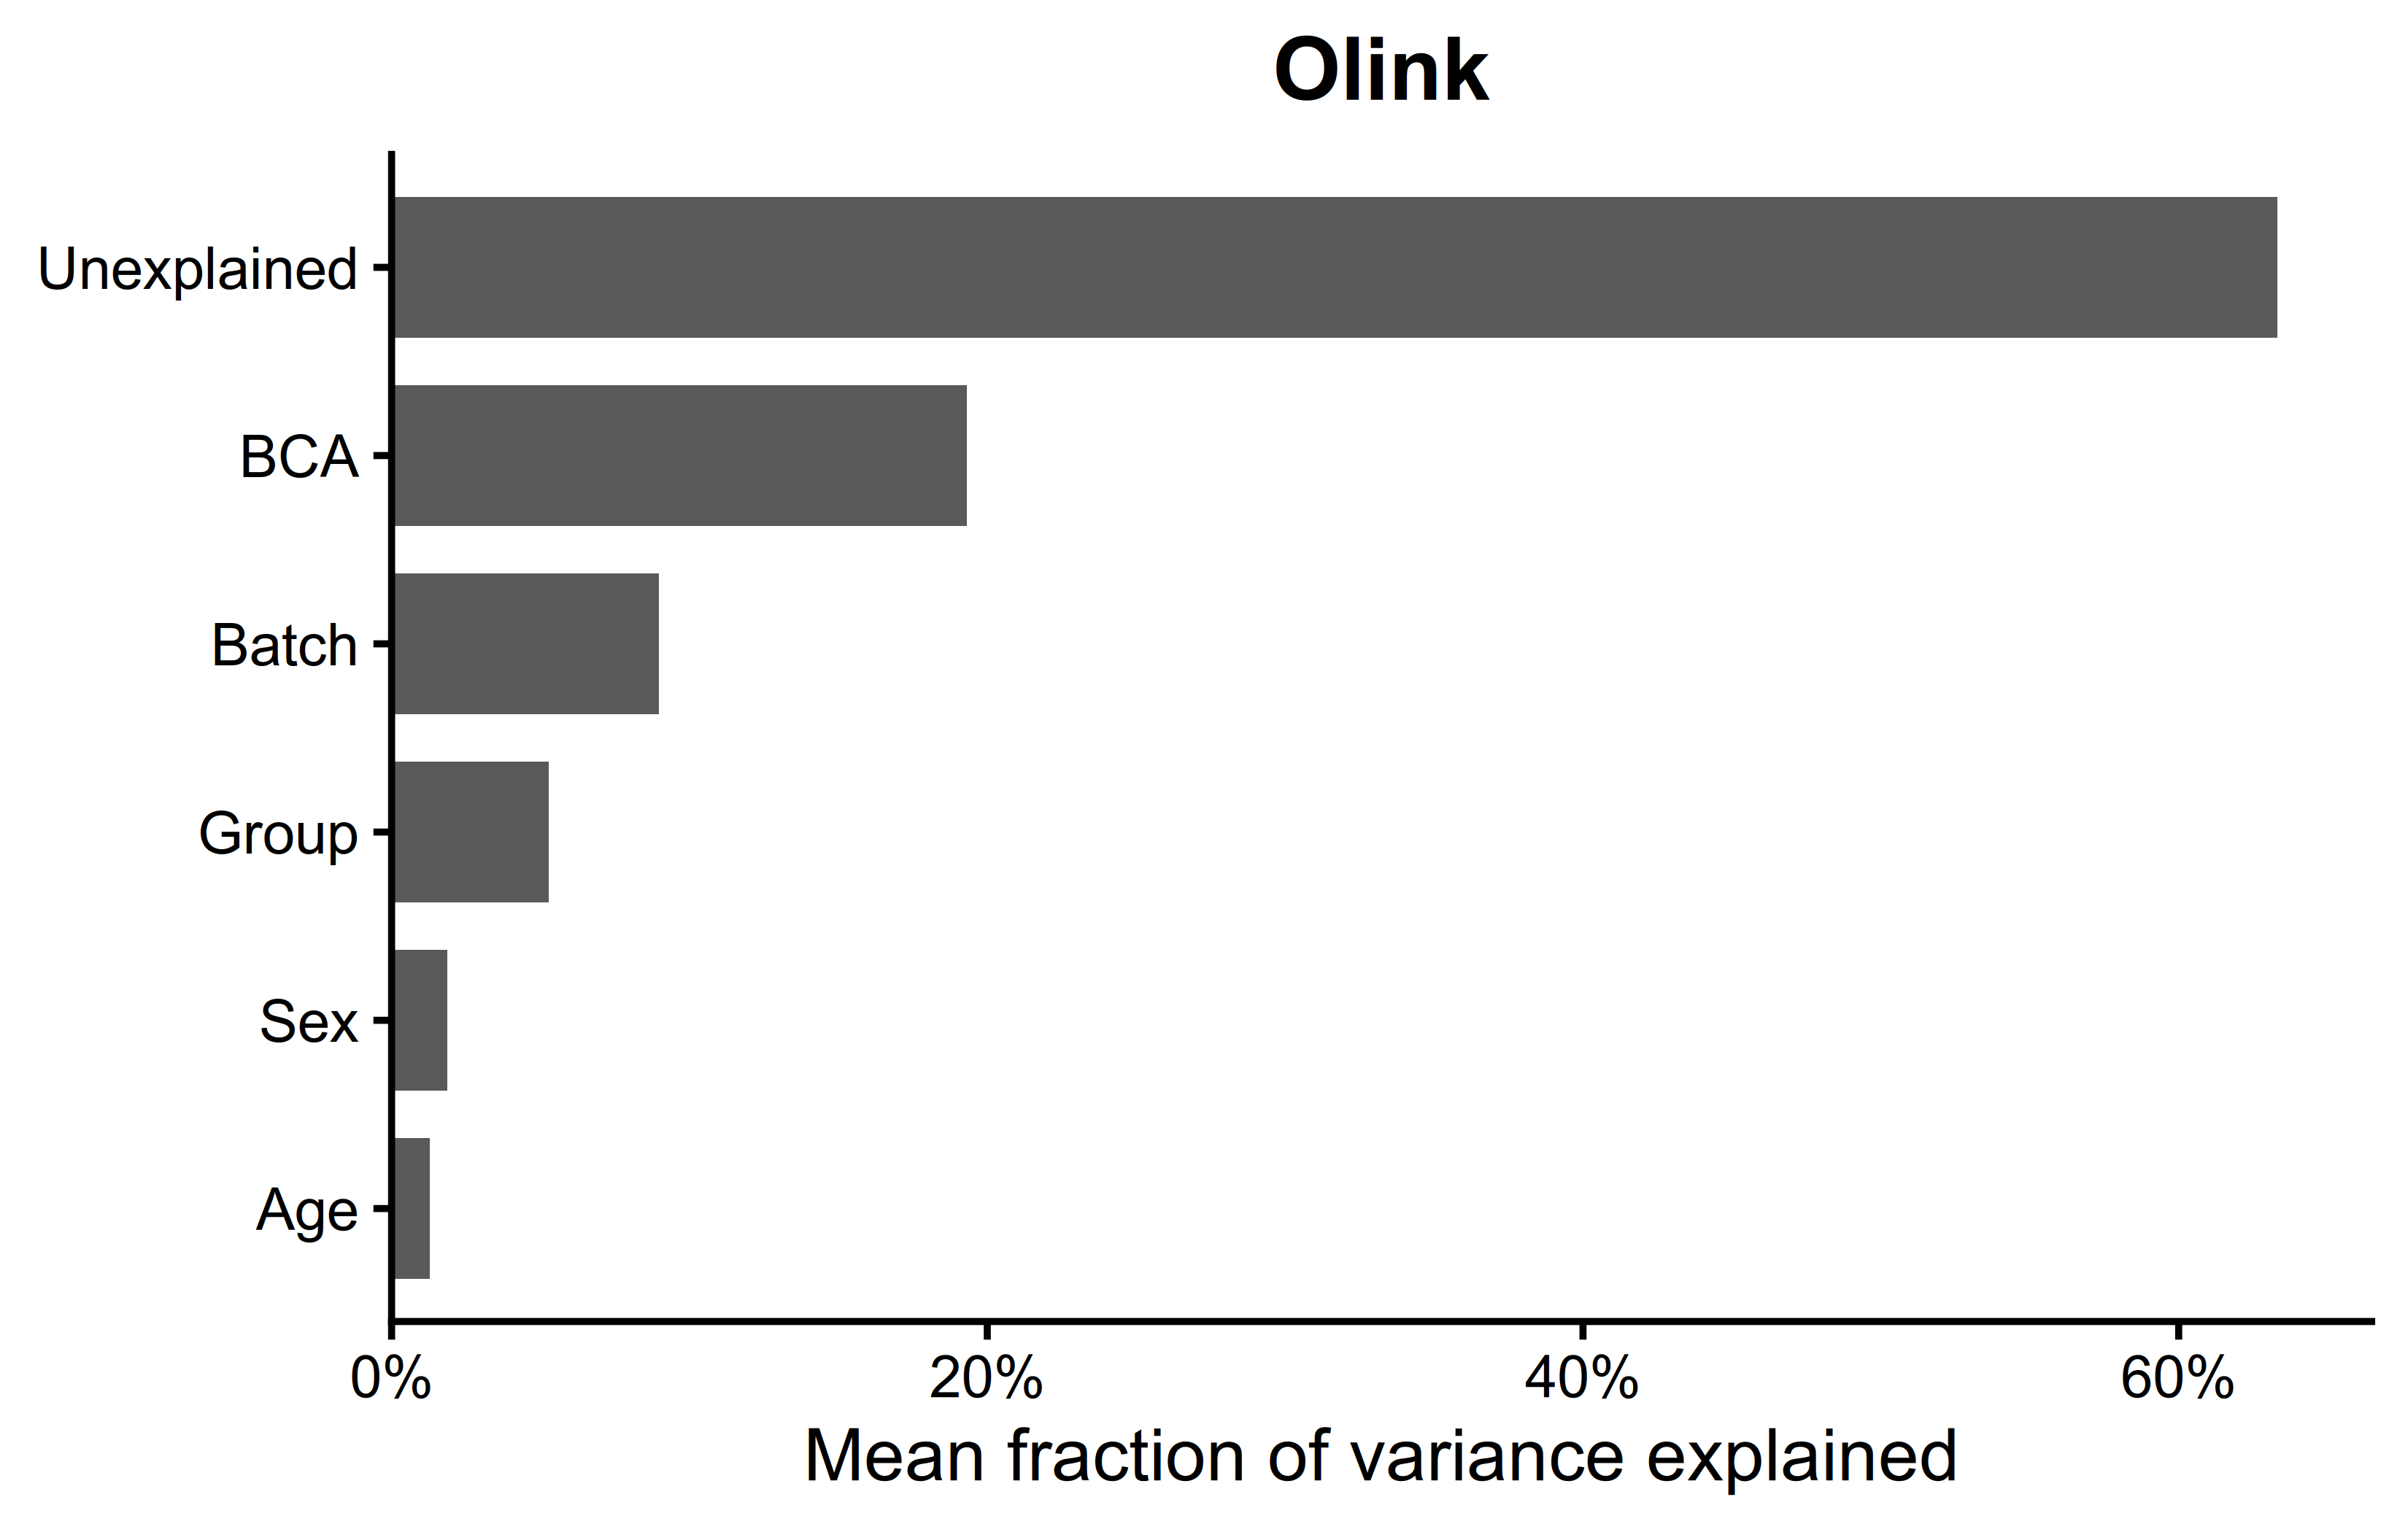 Olink
Unexplained
BCA
Batch
Group
Sex
Age
0% 20% 40% 60%
Mean fraction of variance explained